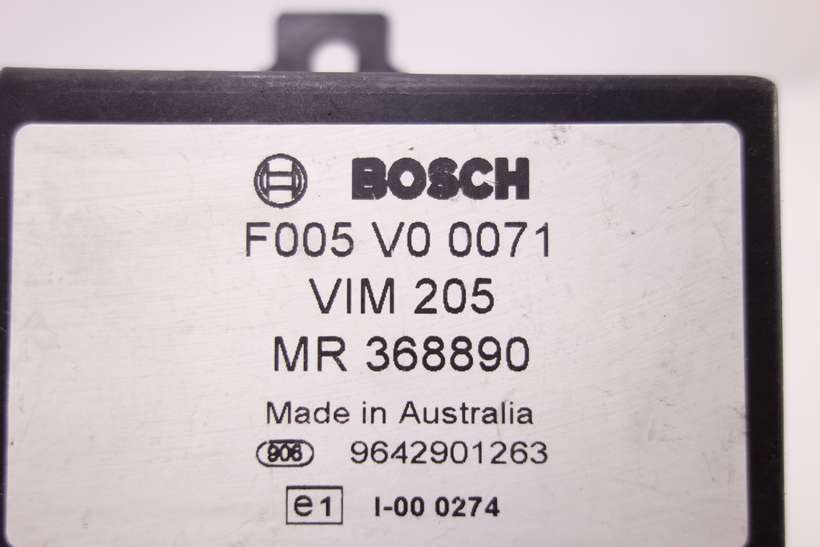 BOSCH
F005 V0 0071
VIM 205
MR 368890
Made in Australia
906 9642901263
e1 I-00 0274